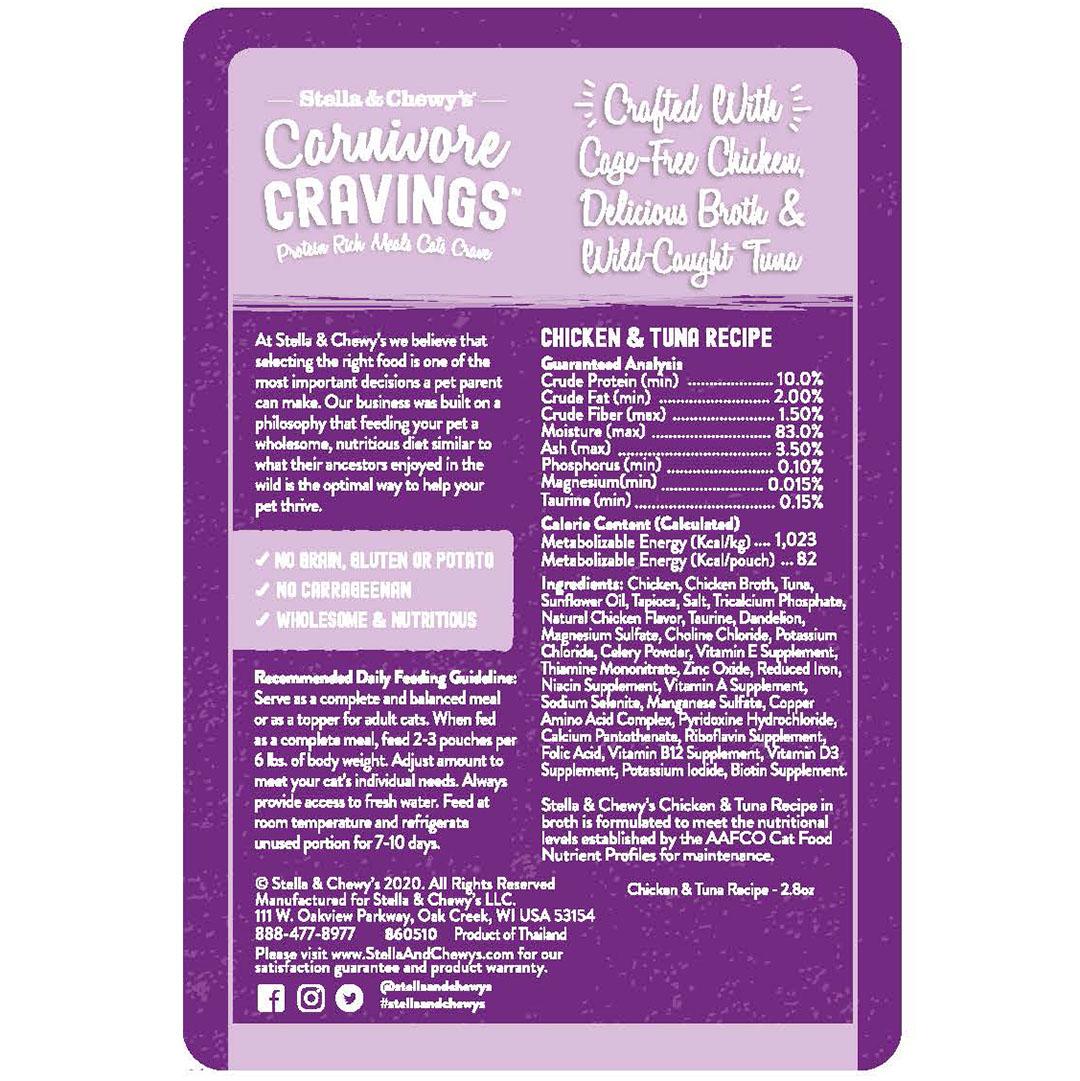 Stella & Chewy's
Carnivore
CRAVINGS™
Protein Rich Meals Cats Crave
Crafted With
Cage-Free Chicken,
Delicious Broth &
Wild-Caught Tuna
At Stella & Chewy's we believe that
selecting the right food is one of the
most important decisions a pet parent
can make. Our business was built on a
philosophy that feeding your pet a
wholesome, nutritious diet similar to
what their ancestors enjoyed in the
wild is the optimal way to help your
pet thrive.
✓ NO GRAIN, GLUTEN OR POTATO
✓ NO CARRAGEENAN
✓ WHOLESOME & NUTRITIOUS
Recommended Daily Feeding Guideline:
Serve as a complete and balanced meal
or as a topper for adult cats. When fed
as a complete meal, feed 2-3 pouches per
6 lbs. of body weight. Adjust amount to
meet your cat's individual needs. Always
provide access to fresh water. Feed at
room temperature and refrigerate
unused portion for 7-10 days.
CHICKEN & TUNA RECIPE
Guaranteed Analysis
Crude Protein (min) ..................... 10.0%
Crude Fat (min) ............................ 2.00%
Crude Fiber (max) ......................... 1.50%
Moisture (max) .............................. 83.0%
Ash (max) ....................................... 3.50%
Phosphorus (min) .......................... 0.10%
Magnesium(min) ......................... 0.015%
Taurine (min) ................................... 0.15%
Calorie Content (Calculated)
Metabolizable Energy (Kcal/kg) .... 1,023
Metabolizable Energy (Kcal/pouch) ... 82
Ingredients: Chicken, Chicken Broth, Tuna,
Sunflower Oil, Tapioca, Salt, Tricalcium Phosphate,
Natural Chicken Flavor, Taurine, Dandelion,
Magnesium Sulfate, Choline Chloride, Potassium
Chloride, Celery Powder, Vitamin E Supplement,
Thiamine Mononitrate, Zinc Oxide, Reduced Iron,
Niacin Supplement, Vitamin A Supplement,
Sodium Selenite, Manganese Sulfate, Copper
Amino Acid Complex, Pyridoxine Hydrochloride,
Calcium Pantothenate, Riboflavin Supplement,
Folic Acid, Vitamin B12 Supplement, Vitamin D3
Supplement, Potassium Iodide, Biotin Supplement.
Stella & Chewy's Chicken & Tuna Recipe in
broth is formulated to meet the nutritional
levels established by the AAFCO Cat Food
Nutrient Profiles for maintenance.
Chicken & Tuna Recipe - 2.8oz
© Stella & Chewy's 2020. All Rights Reserved
Manufactured for Stella & Chewy's LLC.
111 W. Oakview Parkway, Oak Creek, WI USA 53154
888-477-8977 860510 Product of Thailand
Please visit www.StellaAndChewys.com for our
satisfaction guarantee and product warranty.
@stellaandchewys
#stellaandchewys